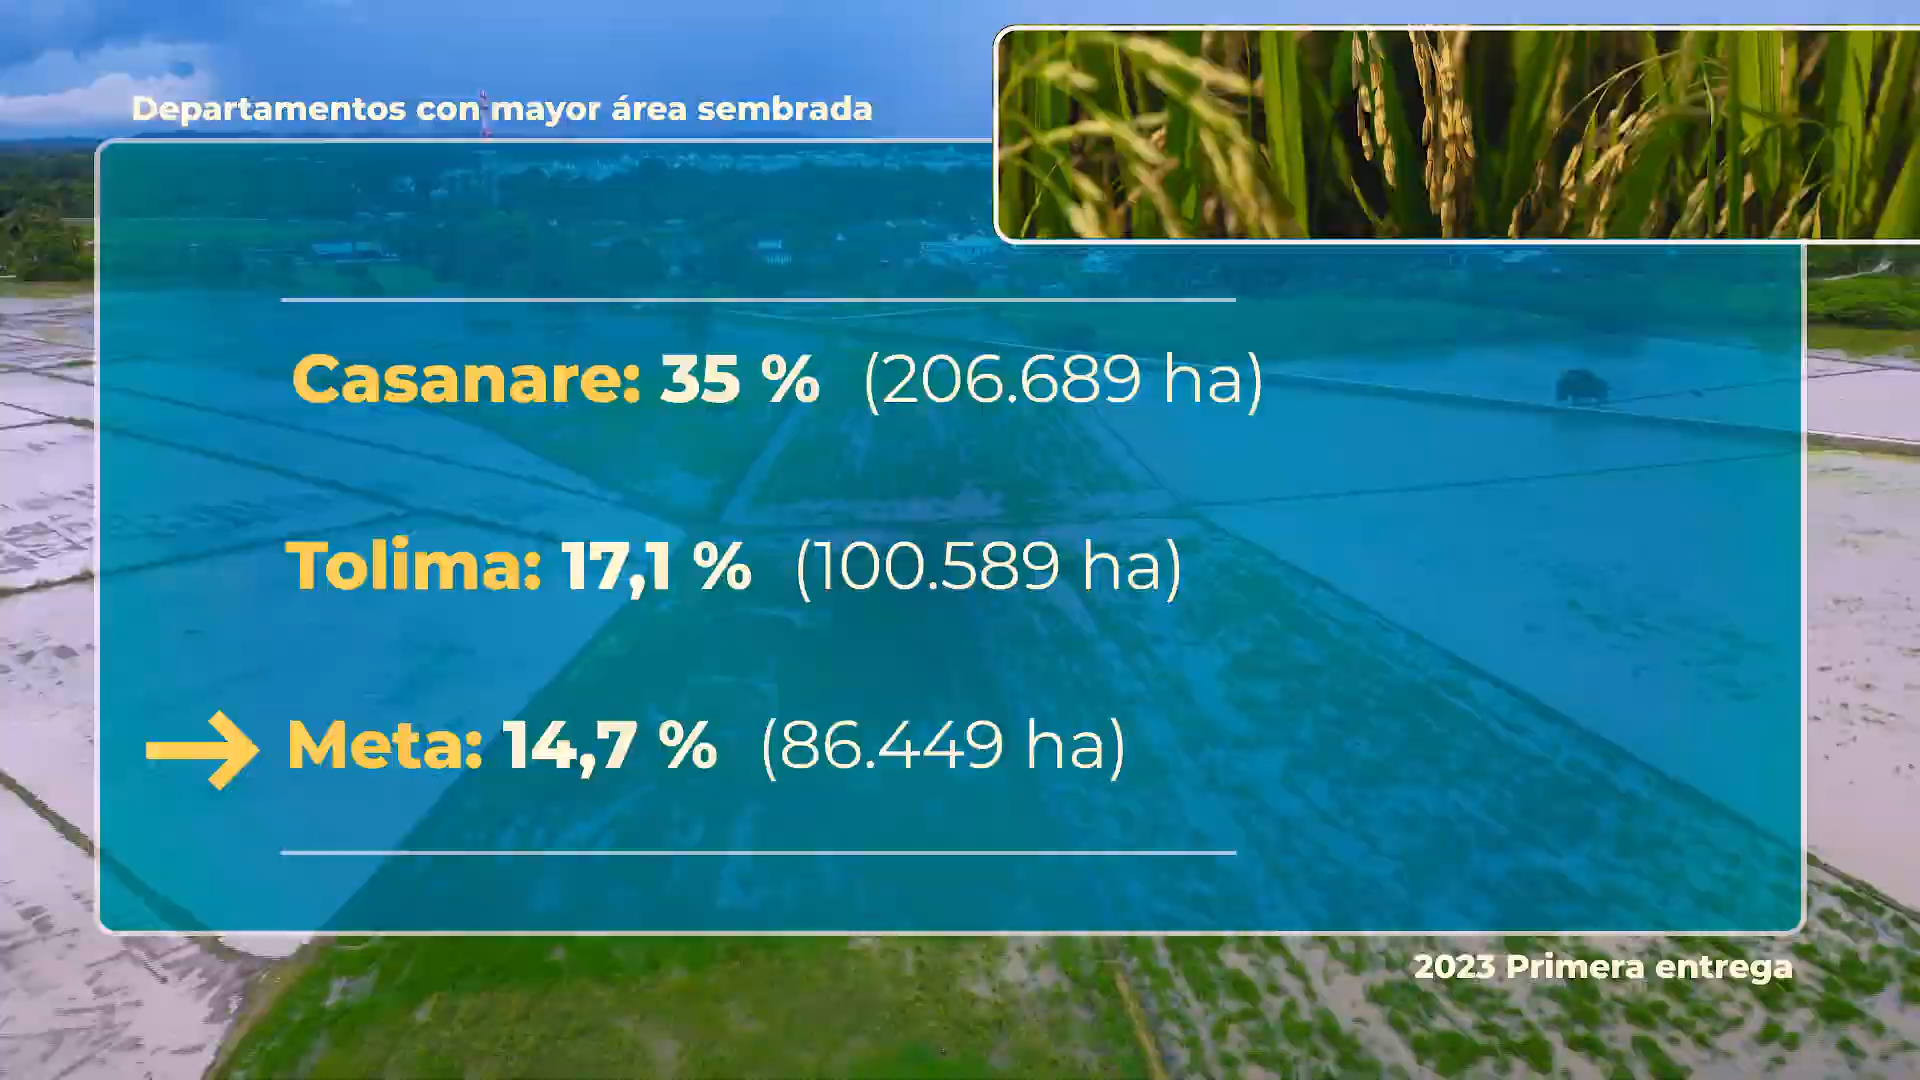 Departamentos con mayor área sembrada
Casanare: 35 % (206.689 ha)
Tolima: 17,1 % (100.589 ha)
Meta: 14,7 % (86.449 ha)
2023 Primera entrega